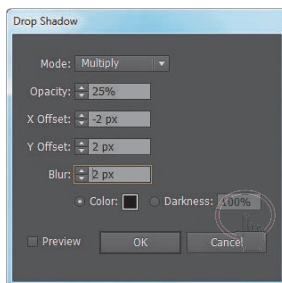 Drop Shadow
Mode: Multiply
Opacity: 25%
X Offset: -2 px
Y Offset: 2 px
Blur: 2 px
Color: Darkness: 100%
Preview OK Cancel